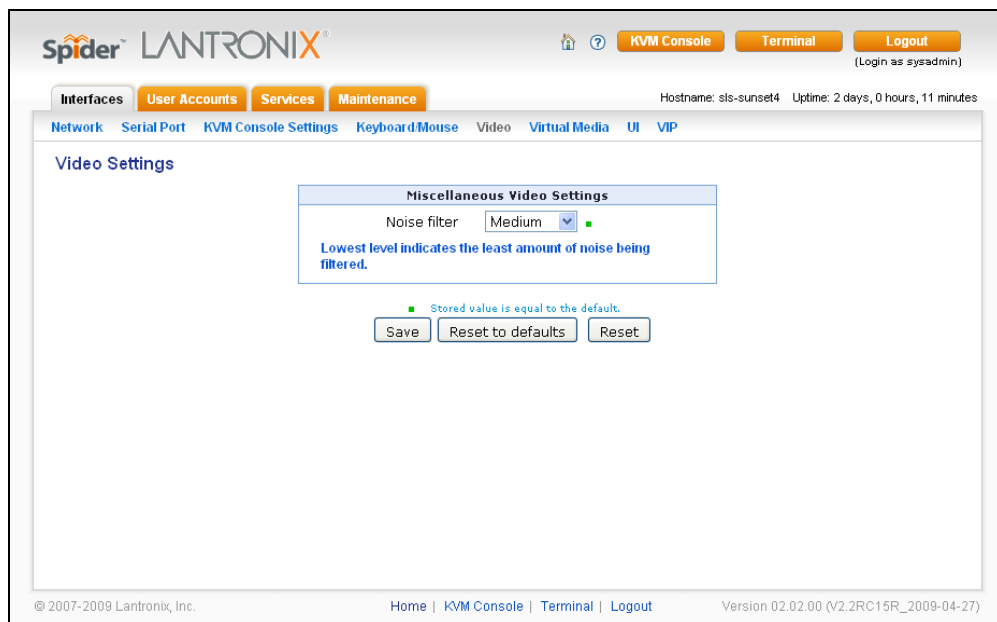 Spider™ LANTRONIX®
KVM Console Terminal Logout
(Login as sysadmin)
Interfaces User Accounts Services Maintenance
Hostname: sls-sunset4 Uptime: 2 days, 0 hours, 11 minutes
Network Serial Port KVM Console Settings Keyboard/Mouse Video Virtual Media UI VIP
Video Settings
Miscellaneous Video Settings
Noise filter Medium
Lowest level indicates the least amount of noise being
filtered.
Stored value is equal to the default.
Save Reset to defaults Reset
© 2007-2009 Lantronix, Inc. Home | KVM Console | Terminal | Logout Version 02.02.00 (V2.2RC15R_2009-04-27)